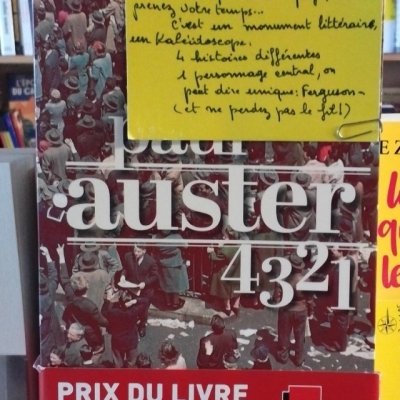 prenez votre temps...
c'est un monument littéraire,
un Kaléidoscope.
4 histoires différentes
1 personnage central, on
peut dire unique: Ferguson -
(et ne perdez pas le fil!)
paul
auster
4321
PRIX DU LIVRE